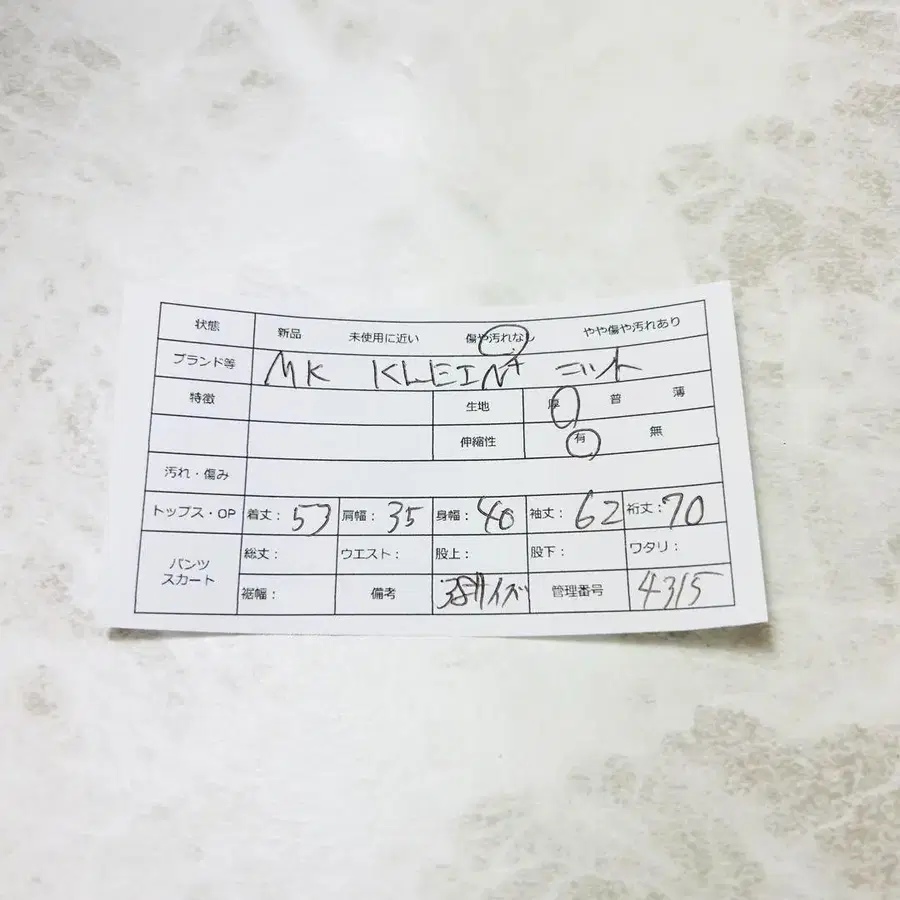 状態 新品 未使用に近い 傷や汚れなし やや傷や汚れあり
ブランド等 MK KLEIN+ ニット
特徴 生地 厚 普 薄
伸縮性 有 無
汚れ・傷み
トップス・OP 着丈: 57 肩幅: 35 身幅: 40 袖丈: 62 裄丈: 70
パンツ スカート 総丈: ウエスト: 股上: 股下: ワタリ:
裾幅: 備考 38サイズ 管理番号 4315